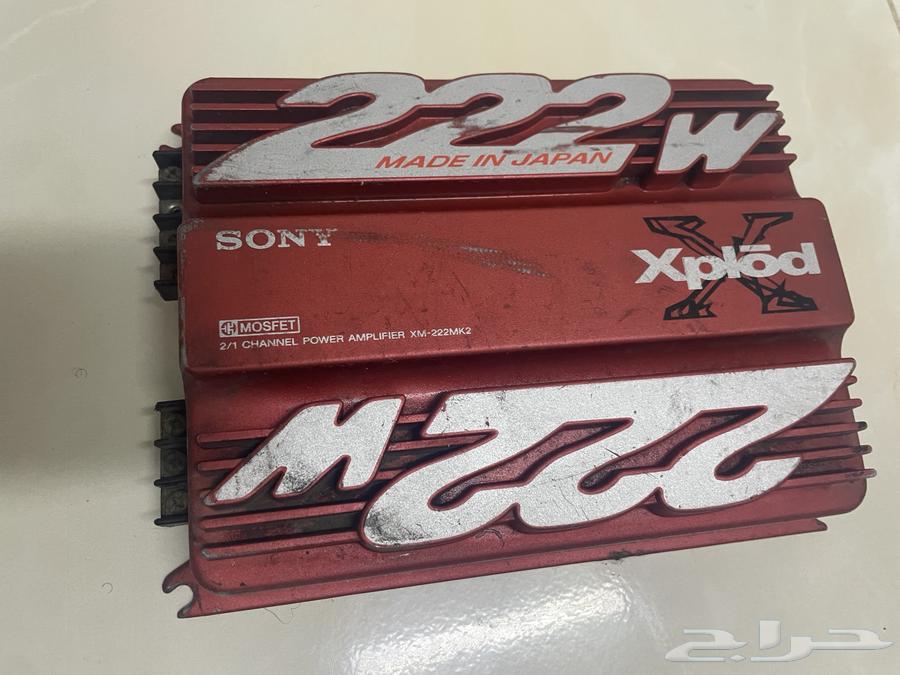 222W
MADE IN JAPAN
SONY
Xplōd
MOSFET
2/1 CHANNEL POWER AMPLIFIER XM-222MK2
222W
حراج